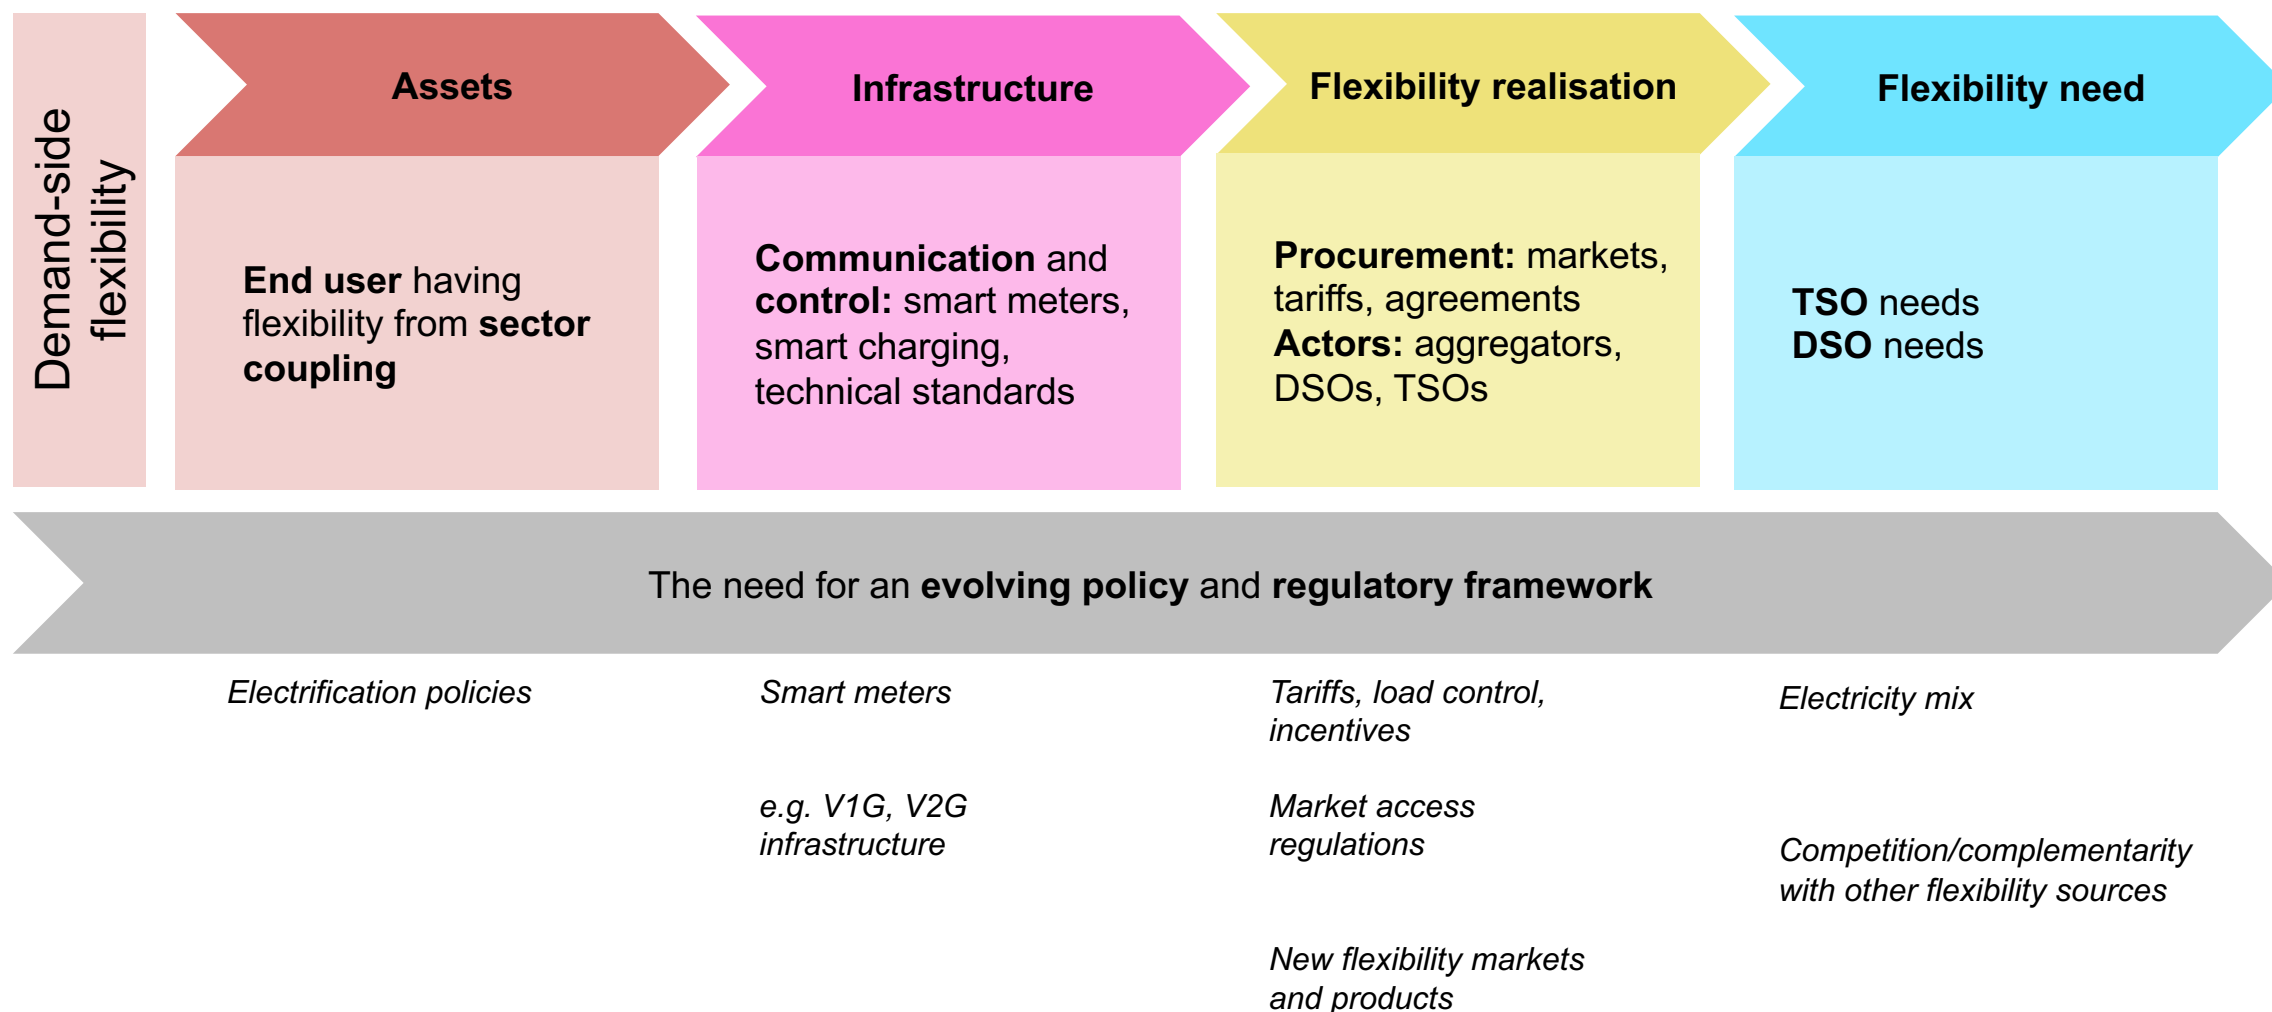 Demand-side
flexibility
Assets
End user having
flexibility from sector
coupling
Infrastructure
Communication and
control: smart meters,
smart charging,
technical standards
Flexibility realisation
Procurement: markets,
tariffs, agreements
Actors: aggregators,
DSOs, TSOs
Flexibility need
TSO needs
DSO needs
The need for an evolving policy and regulatory framework
Electrification policies
Smart meters
e.g. V1G, V2G
infrastructure
Tariffs, load control,
incentives
Market access
regulations
New flexibility markets
and products
Electricity mix
Competition/complementarity
with other flexibility sources